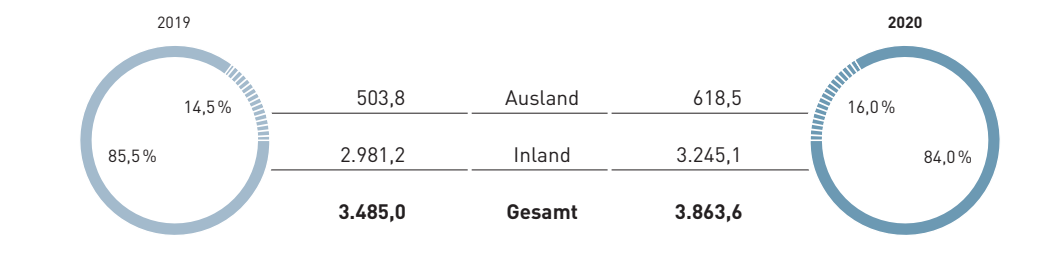 2019 2020
503,8 Ausland 618,5
14,5 % 16,0 %
2.981,2 Inland 3.245,1
85,5 % 84,0 %
3.485,0 Gesamt 3.863,6